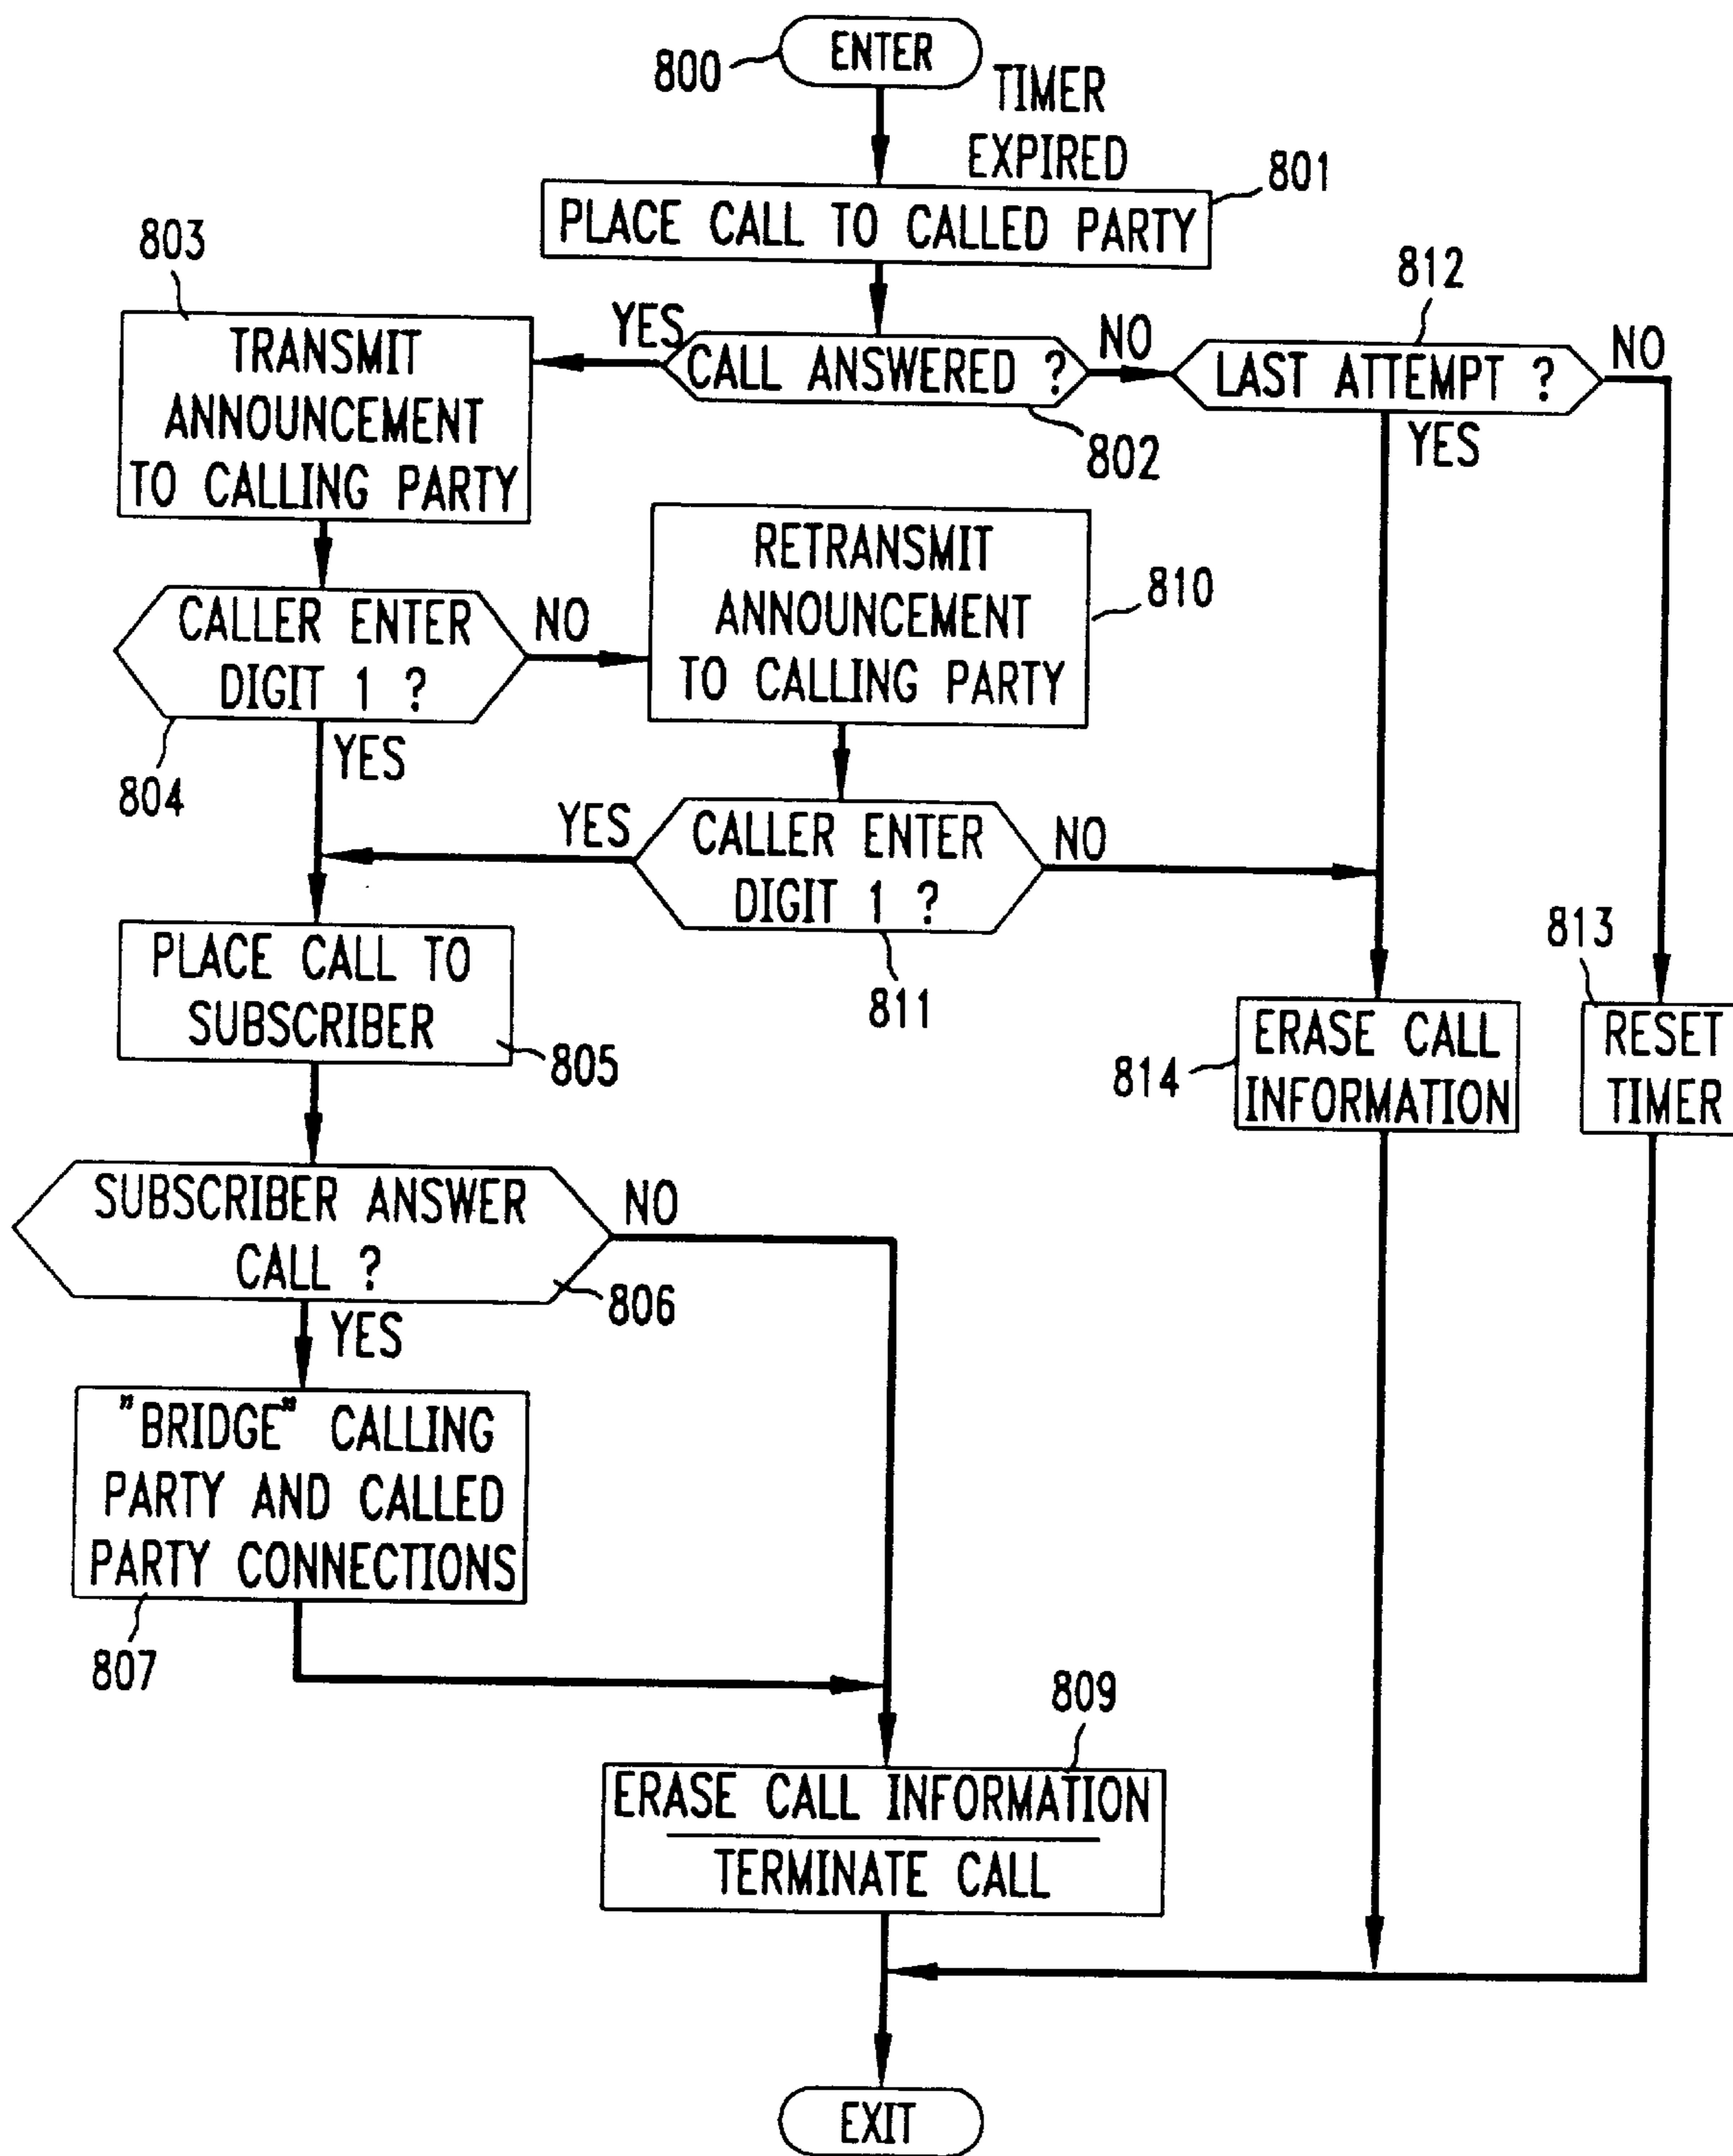 800
ENTER
TIMER
EXPIRED
801
PLACE CALL TO CALLED PARTY
803
812
YES
CALL ANSWERED ?
NO
LAST ATTEMPT ?
NO
TRANSMIT
ANNOUNCEMENT
TO CALLING PARTY
802
YES
RETRANSMIT
ANNOUNCEMENT
TO CALLING PARTY
810
CALLER ENTER
DIGIT 1 ?
NO
804
YES
YES
CALLER ENTER
DIGIT 1 ?
NO
811
813
PLACE CALL TO
SUBSCRIBER
805
814
ERASE CALL
INFORMATION
RESET
TIMER
SUBSCRIBER ANSWER
CALL ?
NO
806
YES
"BRIDGE" CALLING
PARTY AND CALLED
PARTY CONNECTIONS
807
809
ERASE CALL INFORMATION
TERMINATE CALL
EXIT